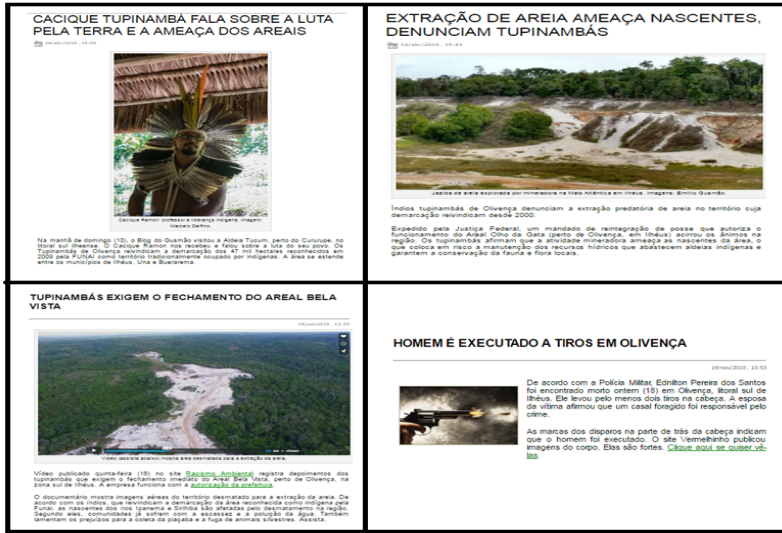 CACIQUE TUPINAMBÁ FALA SOBRE A LUTA
PELA TERRA E A AMEAÇA DOS AREAIS
Cacique Ramon: professor e liderança indígena. Imagem:
Marcelo Delfino.
Na manhã de domingo (10), o Blog do Gusmão visitou a Aldeia Tucum, perto do Cururupe, no
litoral sul ilheense. O Cacique Ramon nos recebeu e falou sobre a luta do seu povo. Os
Tupinambás de Olivença reivindicam a demarcação dos 47 mil hectares reconhecidos em
2009 pela FUNAI como território tradicionalmente ocupado por indígenas. A área se estende
entre os municípios de Ilhéus, Una e Buerarema.
EXTRAÇÃO DE AREIA AMEAÇA NASCENTES,
DENUNCIAM TUPINAMBÁS
Jazida de areia explorada por mineradora na Mata Atlântica em Ilhéus. Imagens: Emilio Gusmão.
Índios tupinambás de Olivença denunciam a extração predatória de areia no território cuja
demarcação reivindicam desde 2000.
Expedido pela Justiça Federal, um mandado de reintegração de posse que autoriza o
funcionamento do Areal Olho da Gata (perto de Olivença, em Ilhéus) acirrou os ânimos na
região. Os tupinambás afirmam que a atividade mineradora ameaça as nascentes da área, o
que coloca em risco a manutenção dos recursos hídricos que abastecem aldeias indígenas e
garantem a conservação da fauna e flora locais.
TUPINAMBÁS EXIGEM O FECHAMENTO DO AREAL BELA
VISTA
Vídeo (assista abaixo) mostra área desmatada para a extração de areia.
Vídeo publicado quinta-feira (16) no site Racismo Ambiental registra depoimentos dos
tupinambás que exigem o fechamento imediato do Areal Bela Vista, perto de Olivença, na
zona sul de Ilhéus. A empresa funciona com a autorização da prefeitura.
O documentário mostra imagens aéreas do território desmatado para a extração da areia. De
acordo com os índios, que reivindicam a demarcação da área reconhecida como indígena pela
Funai, as nascentes dos rios Ipanema e Sirihiba são afetadas pelo desmatamento na região.
Segundo eles, comunidades já sofrem com a escassez e a poluição da água. Também
lamentam os prejuízos para a coleta da piaçaba e a fuga de animais silvestres. Assista.
HOMEM É EXECUTADO A TIROS EM OLIVENÇA
19/nov/2015 . 10:53
De acordo com a Polícia Militar, Ednilton Pereira dos Santos
foi encontrado morto ontem (18) em Olivença, litoral sul de
Ilhéus. Ele levou pelo menos dois tiros na cabeça. A esposa
da vítima afirmou que um casal foragido foi responsável pelo
crime.
As marcas dos disparos na parte de trás da cabeça indicam
que o homem foi executado. O site Vermelhinho publicou
imagens do corpo. Elas são fortes. Clique aqui se quiser vê-
las.